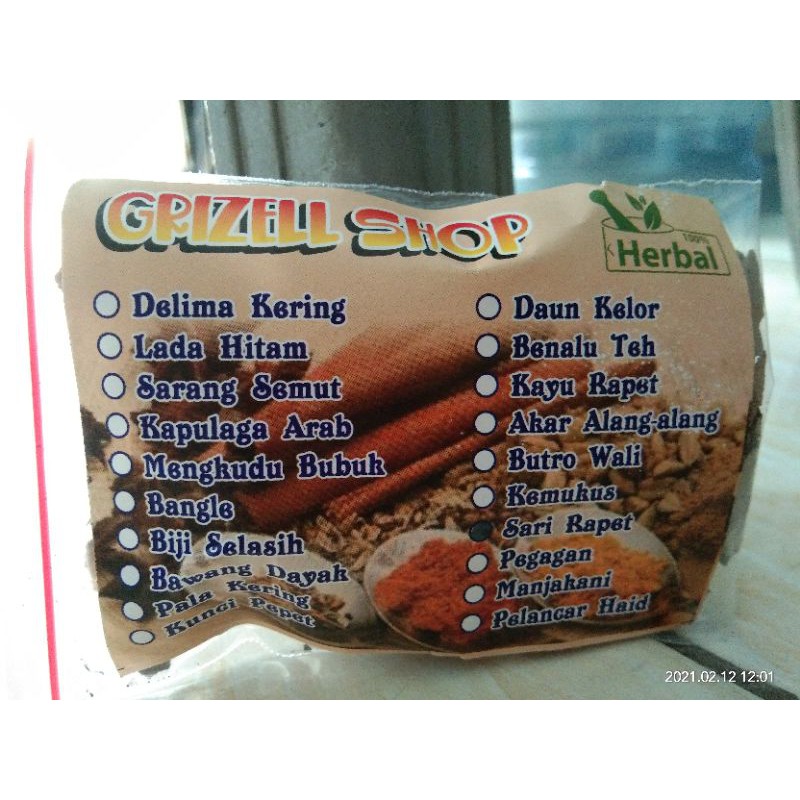 GRIZELL SHOP
100%
Herbal
Delima Kering
Lada Hitam
Sarang Semut
Kapulaga Arab
Mengkudu Bubuk
Bangle
Biji Selasih
Bawang Dayak
Pala Kering
Kunci Pepet
Daun Kelor
Benalu Teh
Kayu Rapet
Akar Alang-alang
Butro Wali
Kemukus
Sari Rapet
Pegagan
Manjakani
Pelancar Haid
2021.02.12 12:01